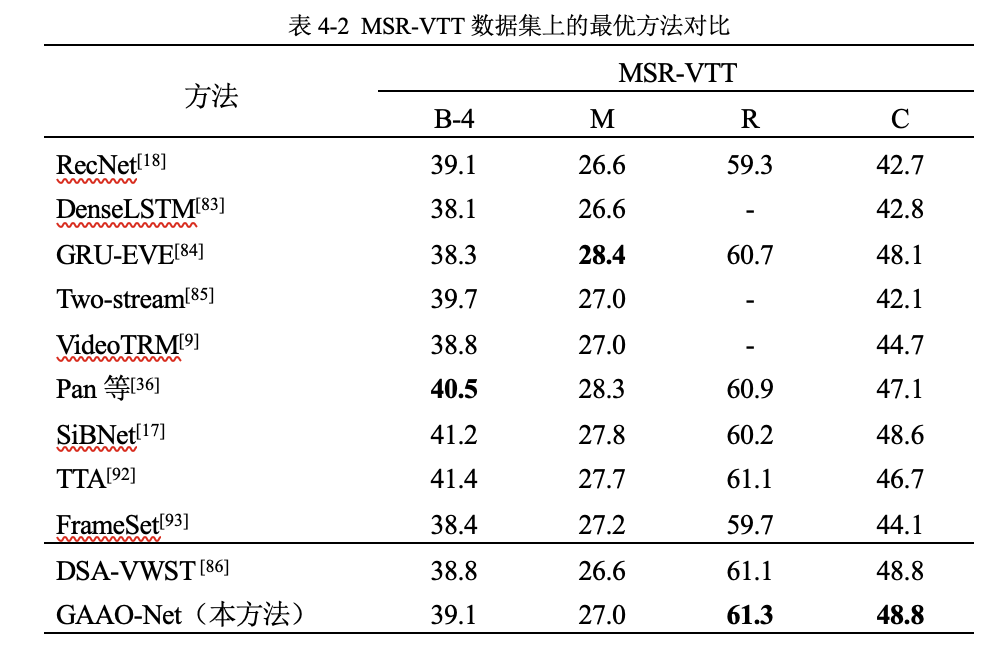 表 4-2 MSR-VTT 数据集上的最优方法对比
方法 MSR-VTT
B-4 M R C
RecNet[18] 39.1 26.6 59.3 42.7
DenseLSTM[83] 38.1 26.6 - 42.8
GRU-EVE[84] 38.3 28.4 60.7 48.1
Two-stream[85] 39.7 27.0 - 42.1
VideoTRM[9] 38.8 27.0 - 44.7
Pan 等[36] 40.5 28.3 60.9 47.1
SiBNet[17] 41.2 27.8 60.2 48.6
TTA[92] 41.4 27.7 61.1 46.7
FrameSet[93] 38.4 27.2 59.7 44.1
DSA-VWST [86] 38.8 26.6 61.1 48.8
GAAO-Net（本方法） 39.1 27.0 61.3 48.8